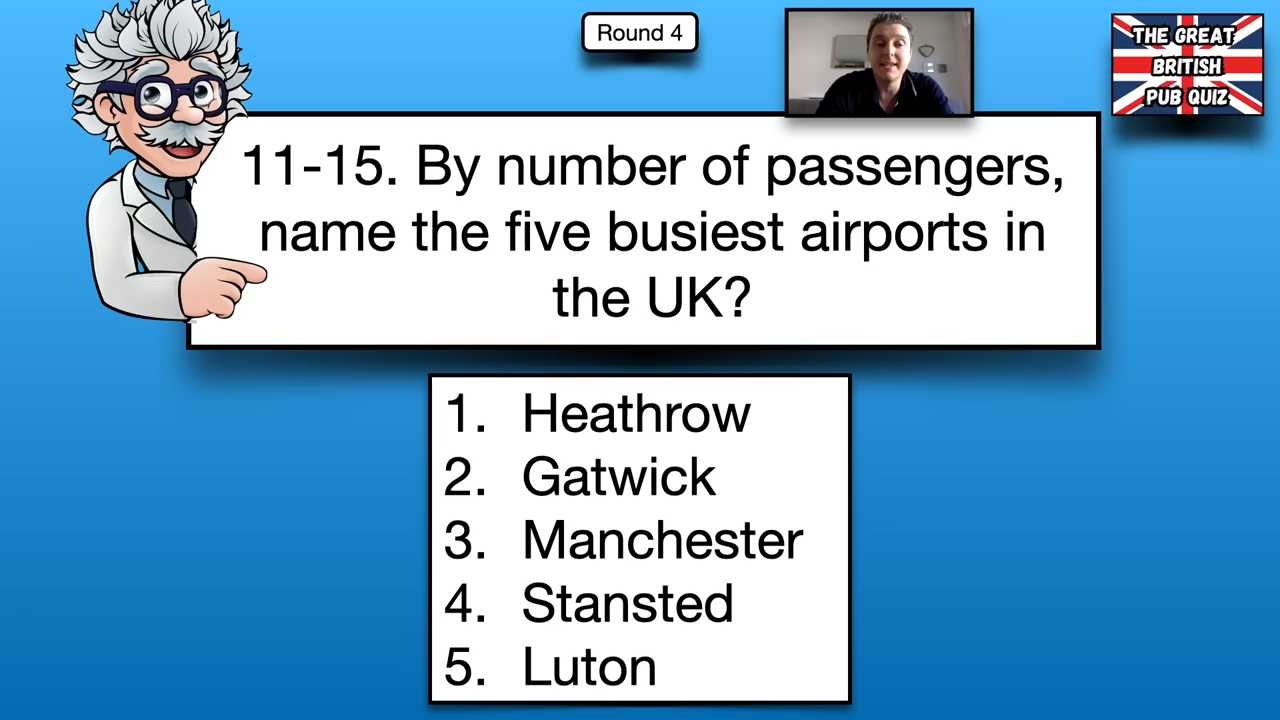 Round 4
THE GREAT
BRITISH
PUB QUIZ
11-15. By number of passengers,
name the five busiest airports in
the UK?
1. Heathrow
2. Gatwick
3. Manchester
4. Stansted
5. Luton